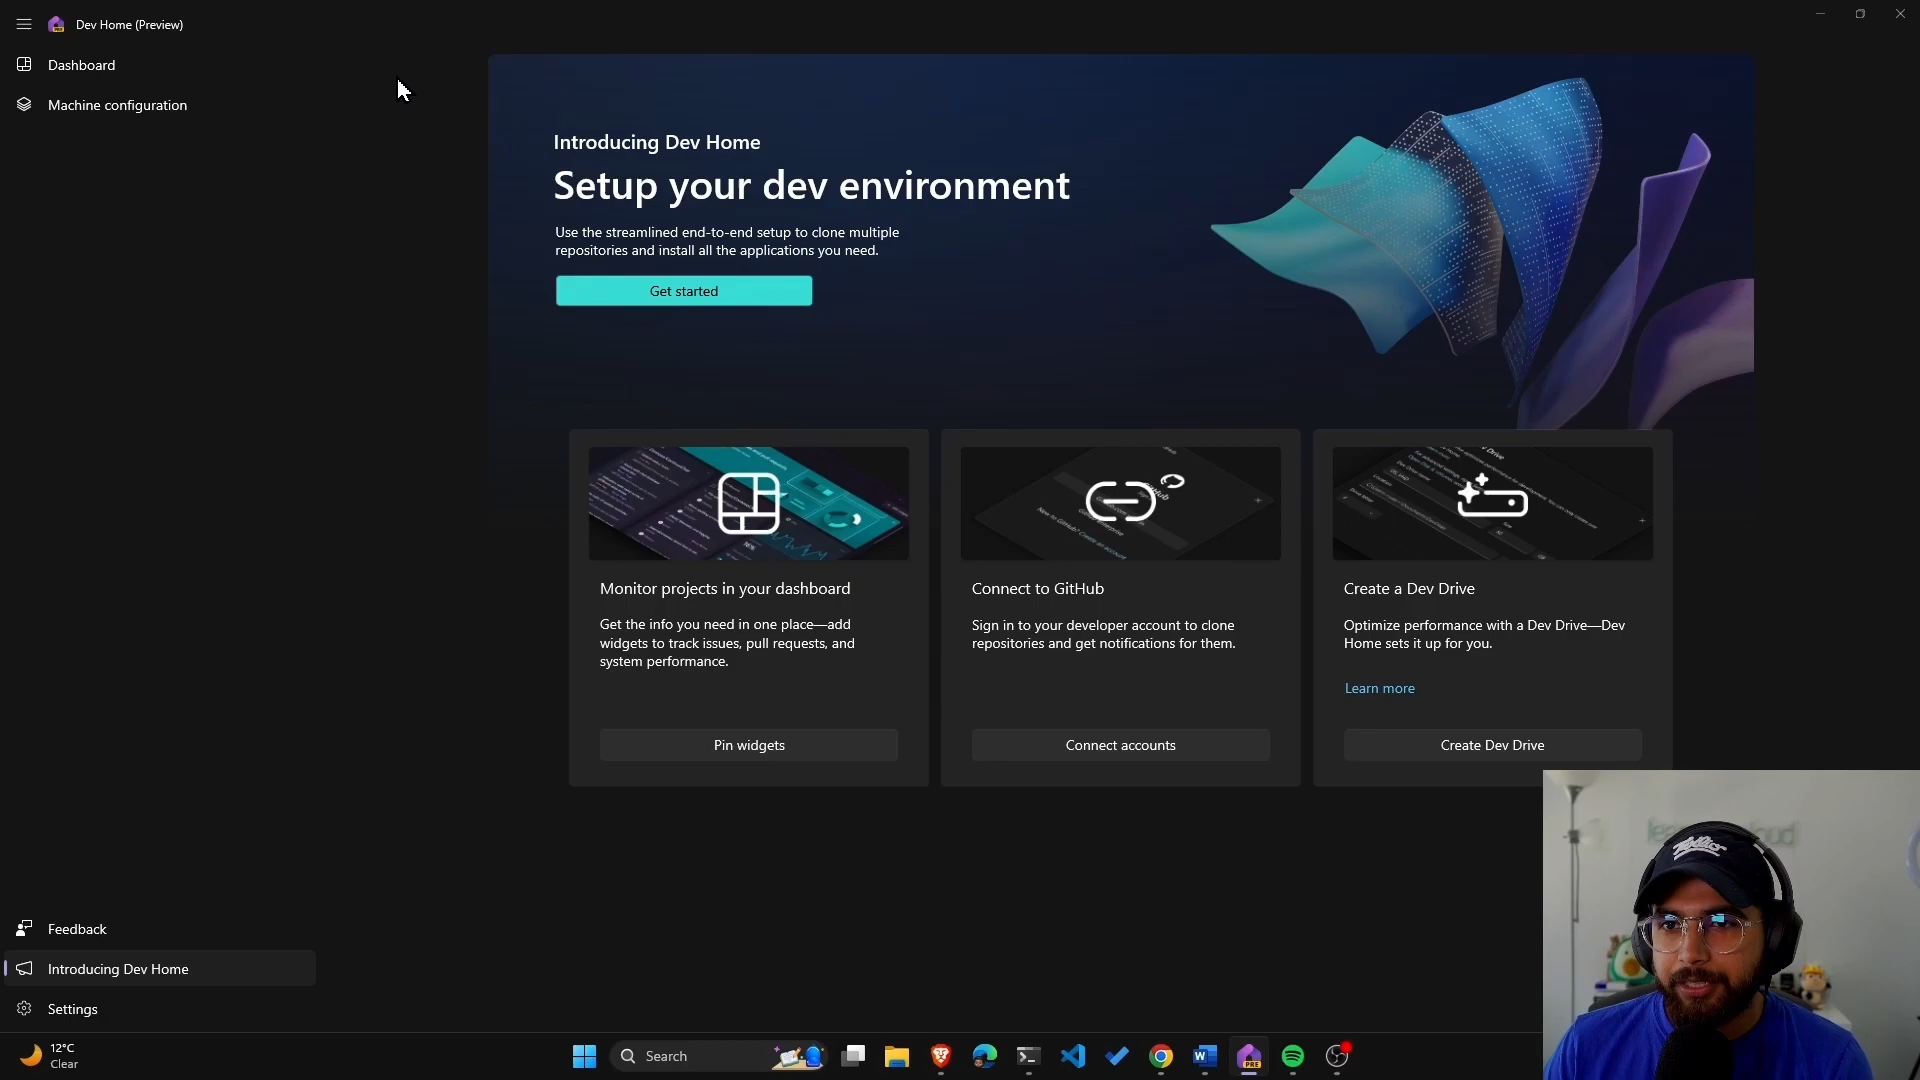 Dev Home (Preview)
Dashboard
Machine configuration
Introducing Dev Home
Setup your dev environment
Use the streamlined end-to-end setup to clone multiple
repositories and install all the applications you need.
Get started
Monitor projects in your dashboard
Get the info you need in one place—add
widgets to track issues, pull requests, and
system performance.
Pin widgets
Connect to GitHub
Sign in to your developer account to clone
repositories and get notifications for them.
Connect accounts
Create a Dev Drive
Optimize performance with a Dev Drive—Dev
Home sets it up for you.
Learn more
Create Dev Drive
Feedback
Introducing Dev Home
Settings
12°C
Clear
Search
PRE